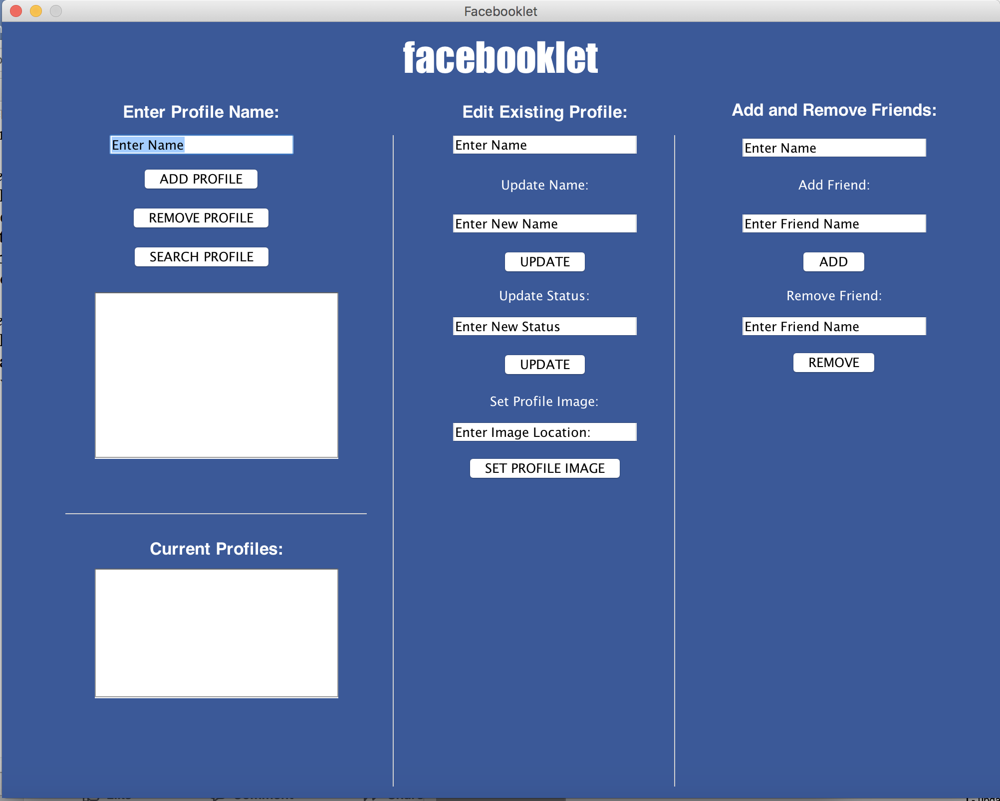 Facebooklet
facebooklet
Enter Profile Name:
Enter Name
ADD PROFILE
REMOVE PROFILE
SEARCH PROFILE
Current Profiles:
Edit Existing Profile:
Enter Name
Update Name:
Enter New Name
UPDATE
Update Status:
Enter New Status
UPDATE
Set Profile Image:
Enter Image Location:
SET PROFILE IMAGE
Add and Remove Friends:
Enter Name
Add Friend:
Enter Friend Name
ADD
Remove Friend:
Enter Friend Name
REMOVE